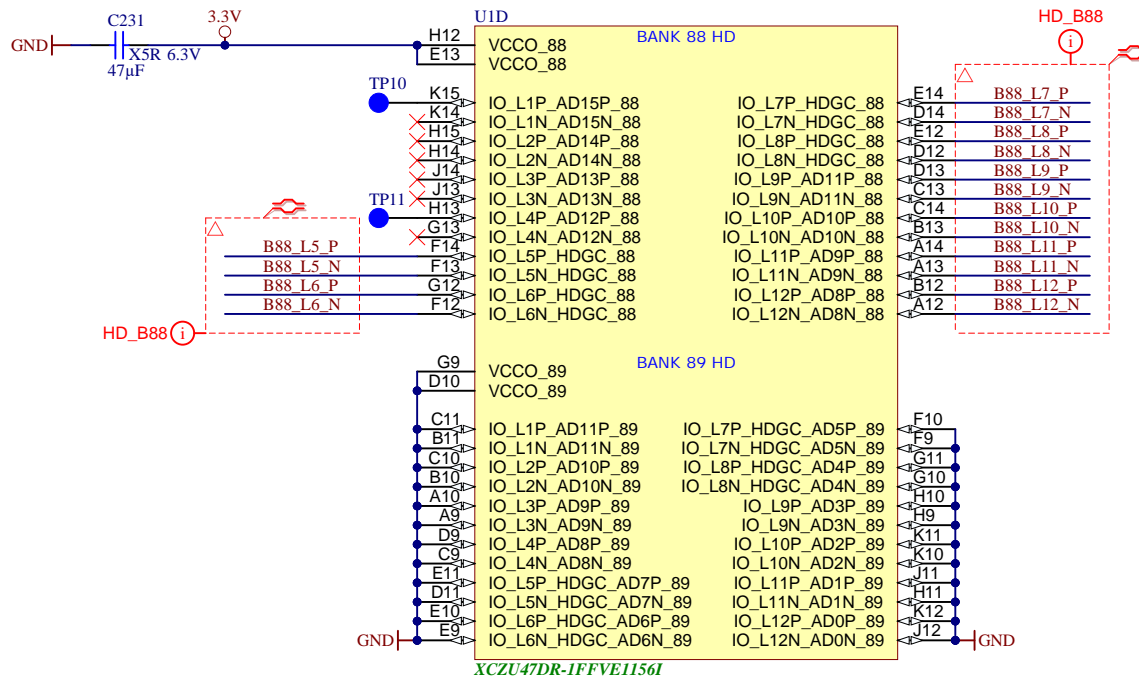 C231
3.3V
GND
X5R 6.3V
47µF
U1D
BANK 88 HD
H12 VCCO_88
E13 VCCO_88
TP10
K15 IO_L1P_AD15P_88
K14 IO_L1N_AD15N_88
H15 IO_L2P_AD14P_88
H14 IO_L2N_AD14N_88
J14 IO_L3P_AD13P_88
J13 IO_L3N_AD13N_88
TP11
H13 IO_L4P_AD12P_88
G13 IO_L4N_AD12N_88
B88_L5_P F14 IO_L5P_HDGC_88
B88_L5_N F13 IO_L5N_HDGC_88
B88_L6_P G12 IO_L6P_HDGC_88
B88_L6_N F12 IO_L6N_HDGC_88
HD_B88 i
HD_B88
i
IO_L7P_HDGC_88 E14 B88_L7_P
IO_L7N_HDGC_88 D14 B88_L7_N
IO_L8P_HDGC_88 E12 B88_L8_P
IO_L8N_HDGC_88 D12 B88_L8_N
IO_L9P_AD11P_88 D13 B88_L9_P
IO_L9N_AD11N_88 C13 B88_L9_N
IO_L10P_AD10P_88 C14 B88_L10_P
IO_L10N_AD10N_88 B13 B88_L10_N
IO_L11P_AD9P_88 A14 B88_L11_P
IO_L11N_AD9N_88 A13 B88_L11_N
IO_L12P_AD8P_88 B12 B88_L12_P
IO_L12N_AD8N_88 A12 B88_L12_N
BANK 89 HD
G9 VCCO_89
D10 VCCO_89
C11 IO_L1P_AD11P_89
B11 IO_L1N_AD11N_89
C10 IO_L2P_AD10P_89
B10 IO_L2N_AD10N_89
A10 IO_L3P_AD9P_89
A9 IO_L3N_AD9N_89
D9 IO_L4P_AD8P_89
C9 IO_L4N_AD8N_89
E11 IO_L5P_HDGC_AD7P_89
D11 IO_L5N_HDGC_AD7N_89
E10 IO_L6P_HDGC_AD6P_89
GND E9 IO_L6N_HDGC_AD6N_89
IO_L7P_HDGC_AD5P_89 F10
IO_L7N_HDGC_AD5N_89 F9
IO_L8P_HDGC_AD4P_89 G11
IO_L8N_HDGC_AD4N_89 G10
IO_L9P_AD3P_89 H10
IO_L9N_AD3N_89 H9
IO_L10P_AD2P_89 K11
IO_L10N_AD2N_89 K10
IO_L11P_AD1P_89 J11
IO_L11N_AD1N_89 H11
IO_L12P_AD0P_89 K12
IO_L12N_AD0N_89 J12 GND
XCZU47DR-1FFVE1156I